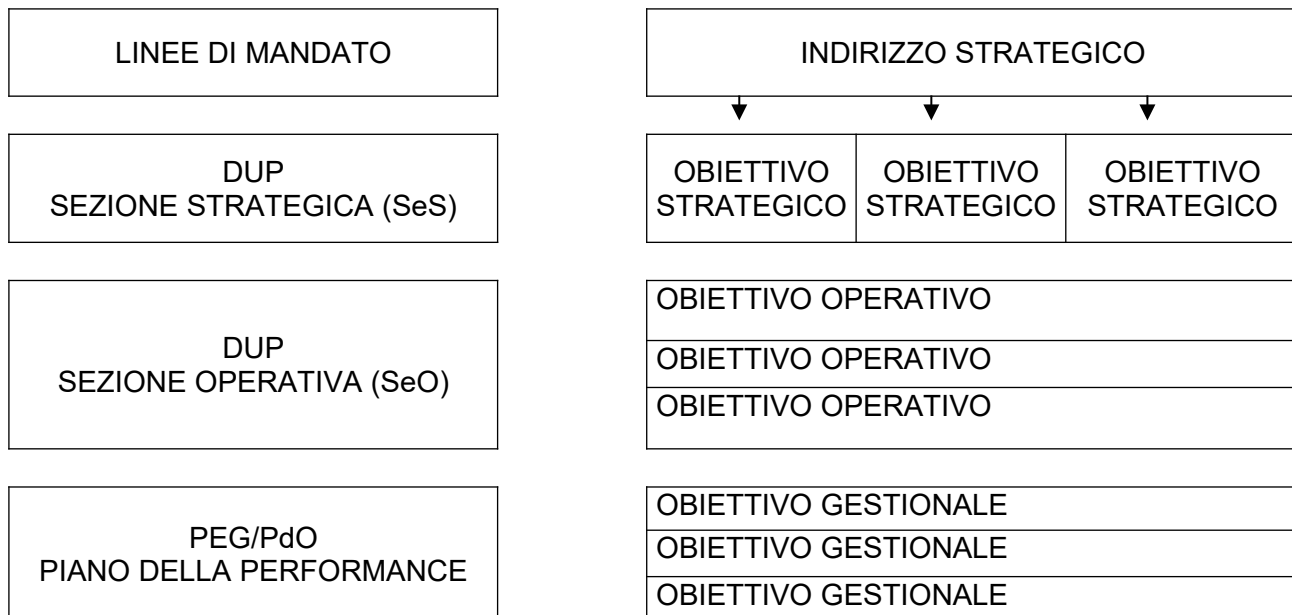 LINEE DI MANDATO
INDIRIZZO STRATEGICO
DUP
SEZIONE STRATEGICA (SeS)
OBIETTIVO
STRATEGICO
OBIETTIVO
STRATEGICO
OBIETTIVO
STRATEGICO
DUP
SEZIONE OPERATIVA (SeO)
OBIETTIVO OPERATIVO
OBIETTIVO OPERATIVO
OBIETTIVO OPERATIVO
PEG/PdO
PIANO DELLA PERFORMANCE
OBIETTIVO GESTIONALE
OBIETTIVO GESTIONALE
OBIETTIVO GESTIONALE